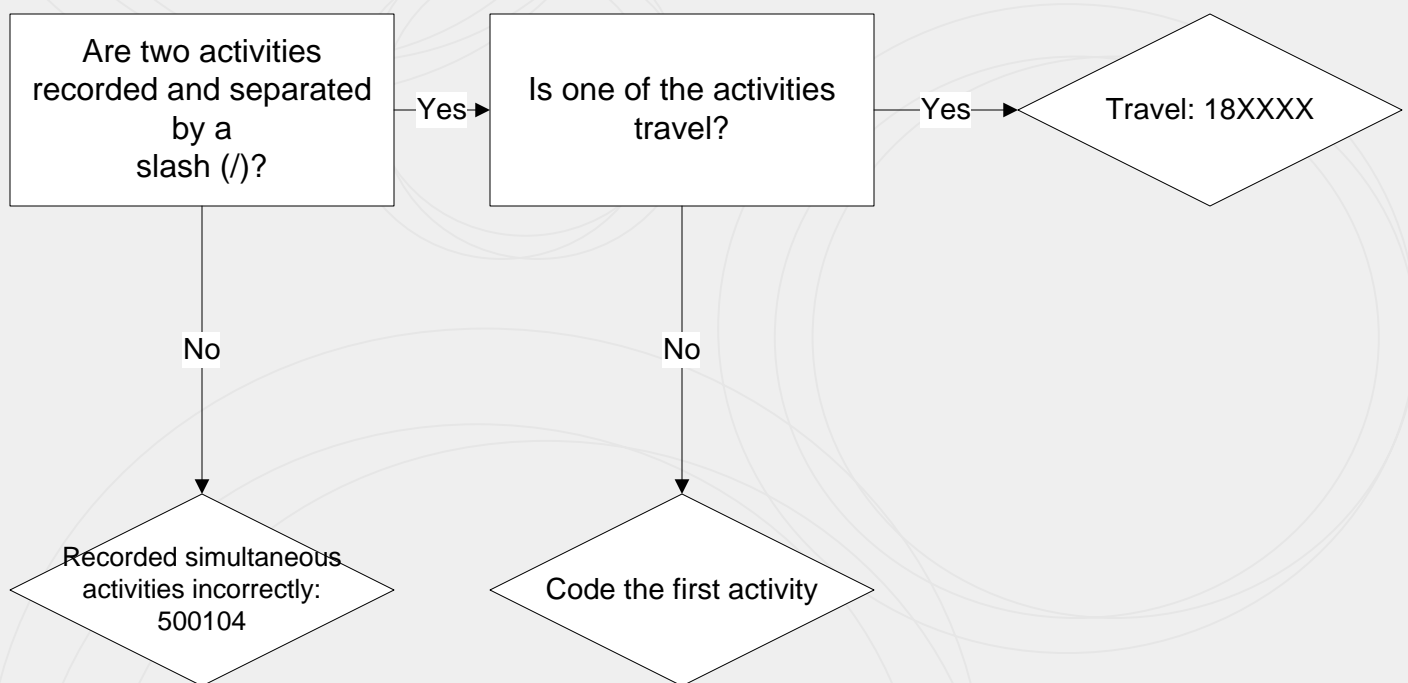 Are two activities
recorded and separated
by a
slash (/)?
Yes
Is one of the activities
travel?
Yes
Travel: 18XXXX
No
No
Recorded simultaneous
activities incorrectly:
500104
Code the first activity